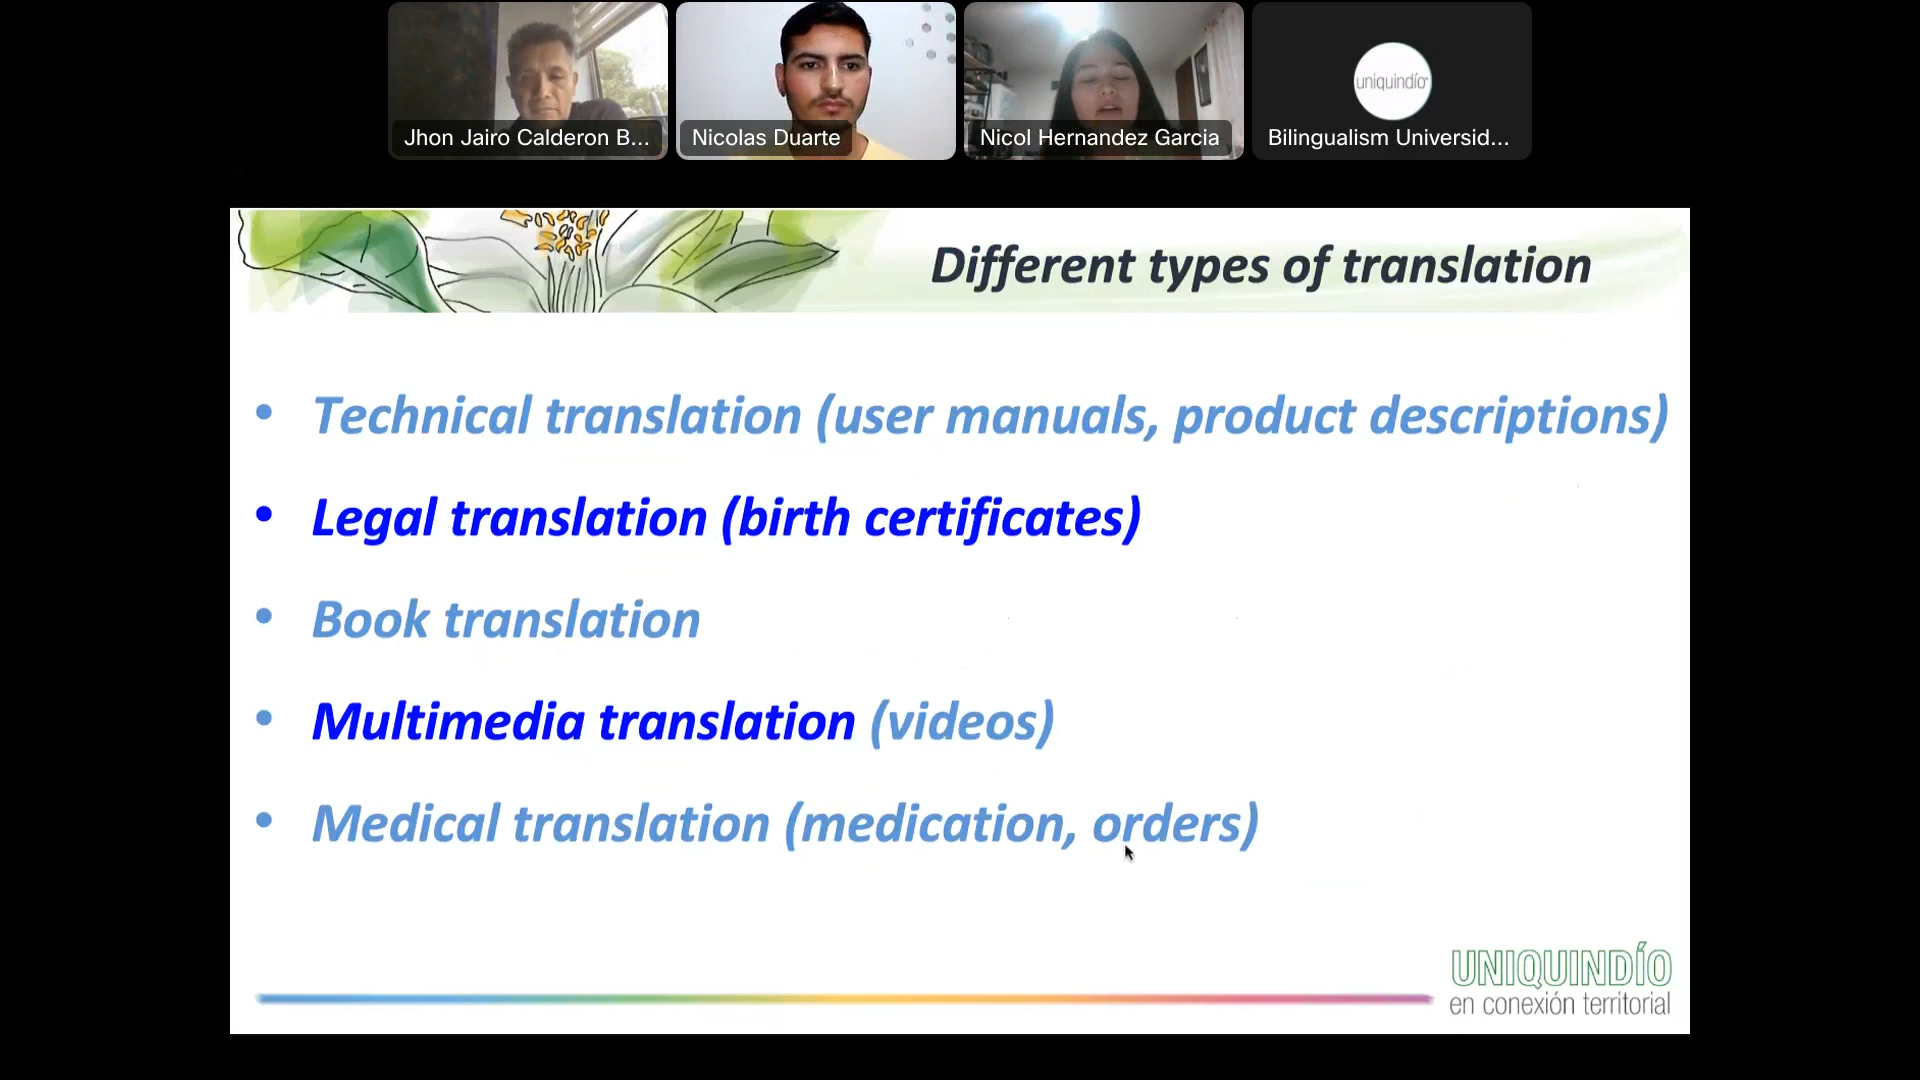 Jhon Jairo Calderon B...
Nicolas Duarte
Nicol Hernandez Garcia
uniquindío
Bilingualism Universid...
Different types of translation
• Technical translation (user manuals, product descriptions)
• Legal translation (birth certificates)
• Book translation
• Multimedia translation (videos)
• Medical translation (medication, orders)
UNIQUINDÍO
en conexión territorial